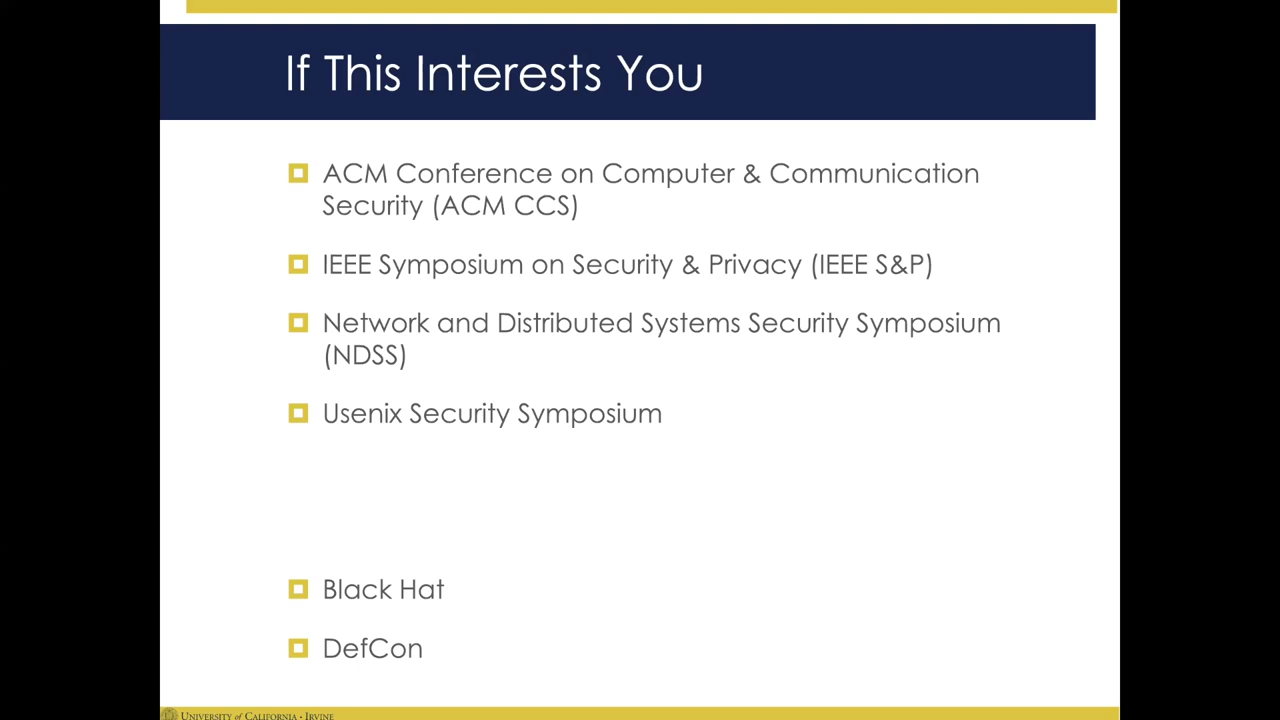 If This Interests You
ACM Conference on Computer & Communication
Security (ACM CCS)
IEEE Symposium on Security & Privacy (IEEE S&P)
Network and Distributed Systems Security Symposium
(NDSS)
Usenix Security Symposium
Black Hat
DefCon
UNIVERSITY of CALIFORNIA • IRVINE